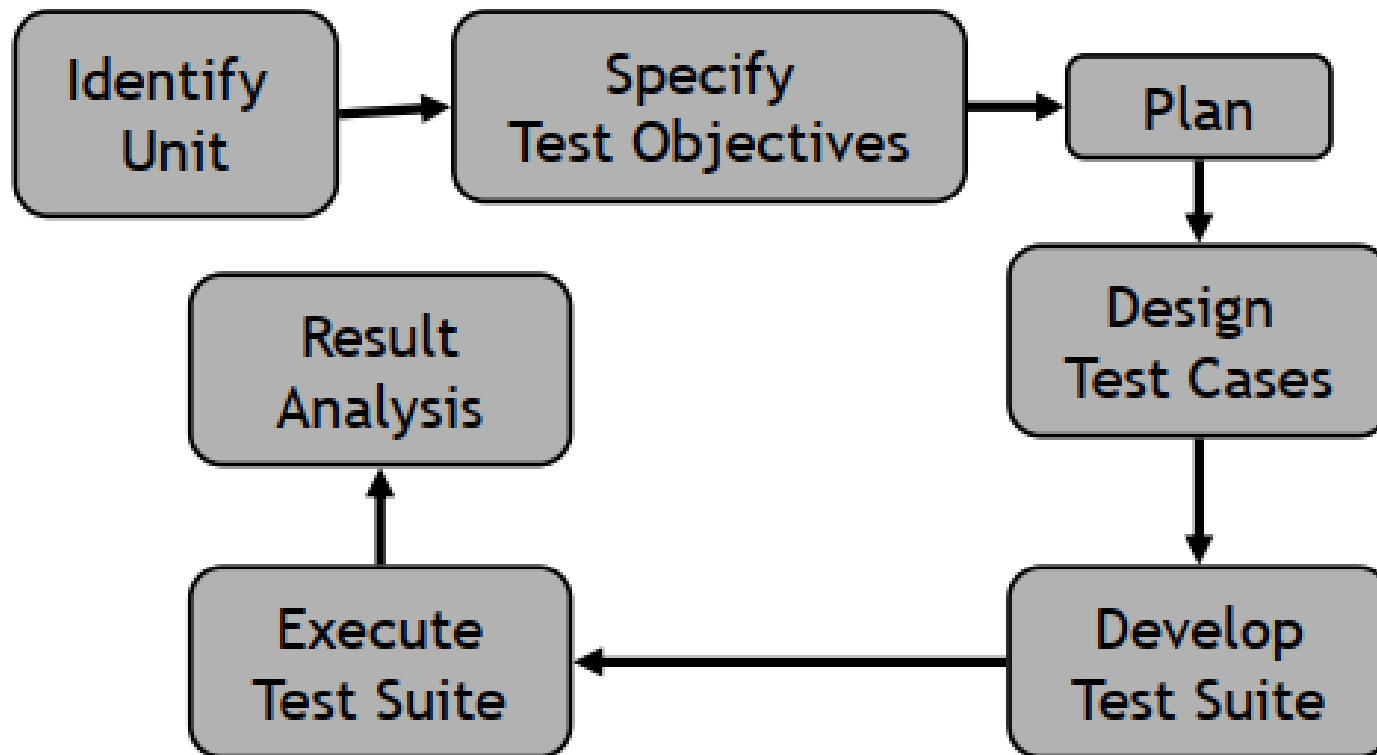 Identify
Unit
Specify
Test Objectives
Plan
Design
Test Cases
Develop
Test Suite
Execute
Test Suite
Result
Analysis